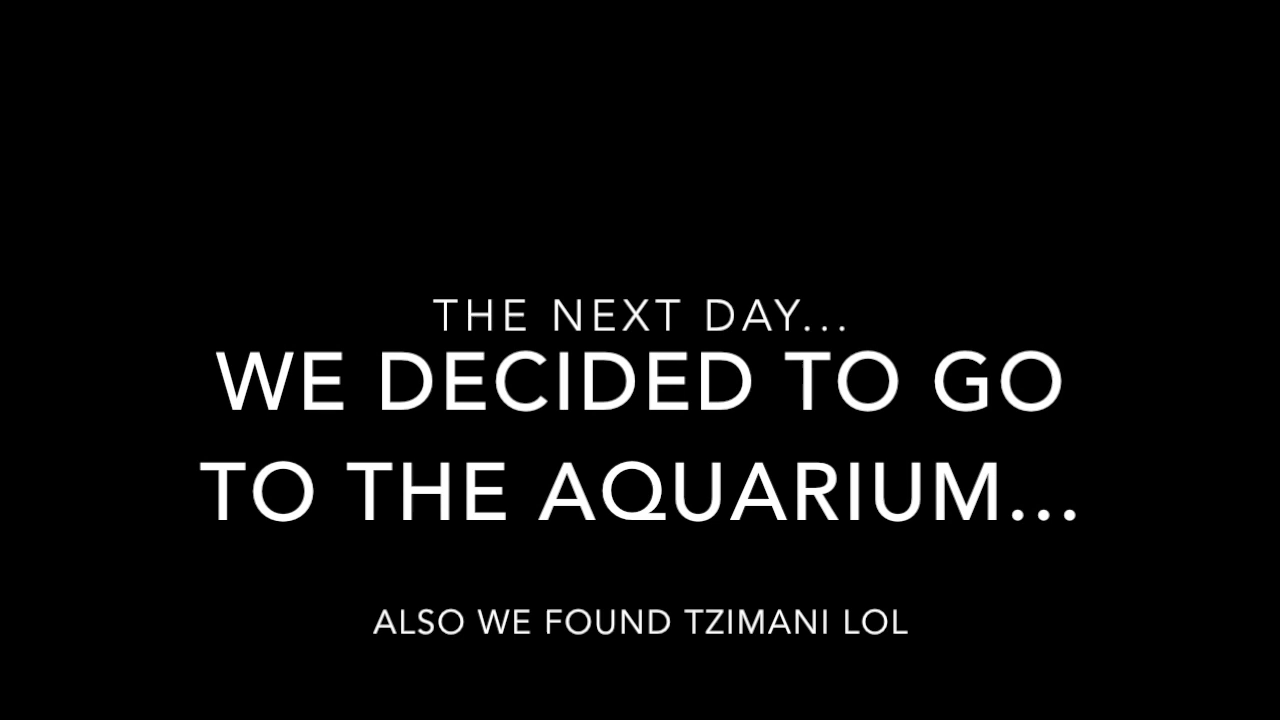 THE NEXT DAY...
WE DECIDED TO GO
TO THE AQUARIUM...
ALSO WE FOUND TZIMANI LOL